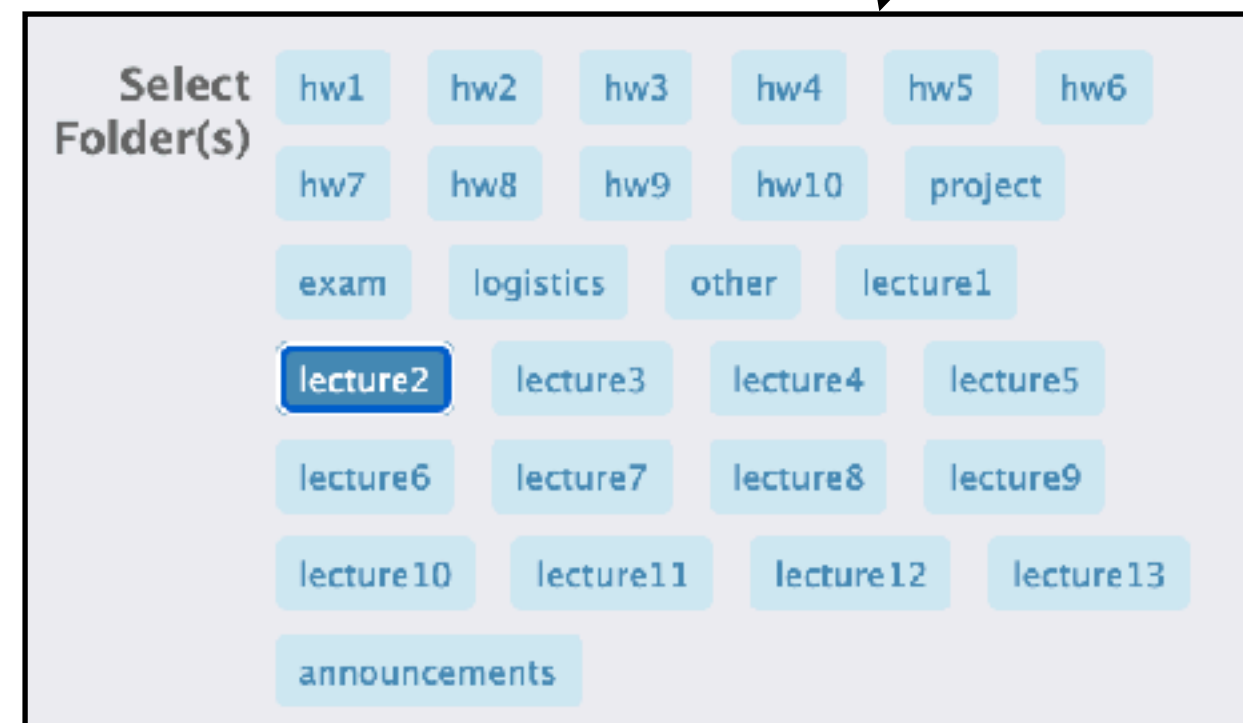 Select Folder(s)
hw1 hw2 hw3 hw4 hw5 hw6
hw7 hw8 hw9 hw10 project
exam logistics other lecture1
lecture2 lecture3 lecture4 lecture5
lecture6 lecture7 lecture8 lecture9
lecture10 lecture11 lecture12 lecture13
announcements